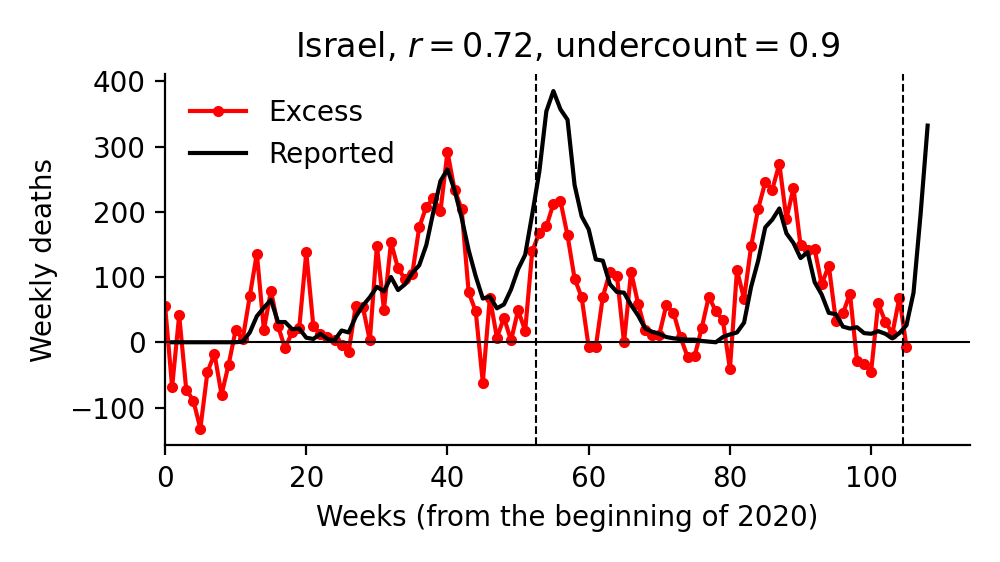 Israel, r = 0.72, undercount = 0.9
400
300
200
100
0
−100
Weekly deaths
Excess
Reported
0 20 40 60 80 100
Weeks (from the beginning of 2020)